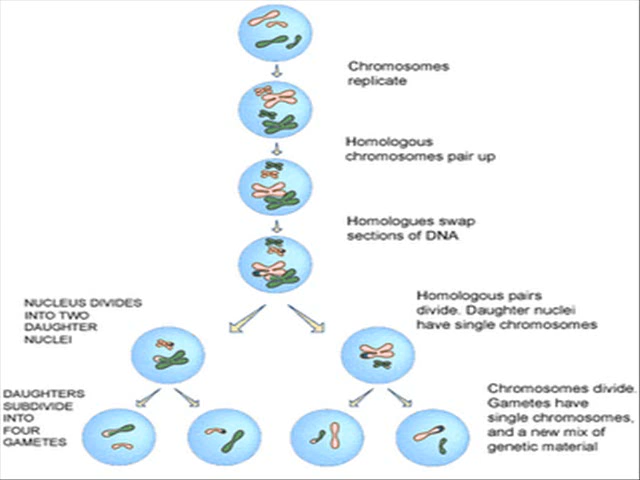 Chromosomes
replicate
Homologous
chromosomes pair up
Homologues swap
sections of DNA
NUCLEUS DIVIDES
INTO TWO
DAUGHTER
NUCLEI
Homologous pairs
divide. Daughter nuclei
have single chromosomes
DAUGHTERS
SUBDIVIDE
INTO
FOUR
GAMETES
Chromosomes divide.
Gametes have
single chromosomes,
and a new mix of
genetic material